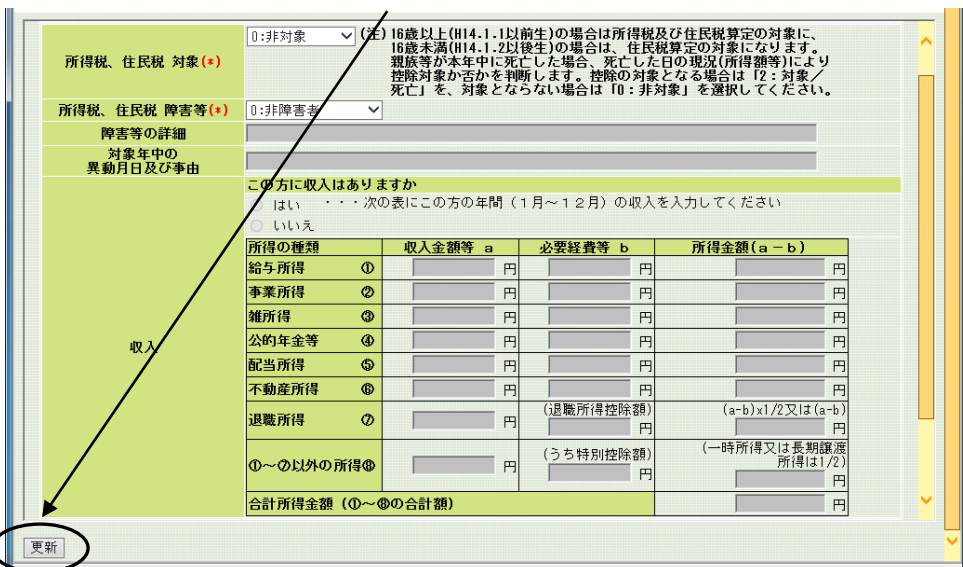 所得税、住民税 対象(*)
0:非対象
(注)16歳以上(H14.1.1以前生)の場合は所得税及び住民税算定の対象に、
16歳未満(H14.1.2以後生)の場合は、住民税算定の対象になります。
親族等が本年中に死亡した場合、死亡した日の現況(所得額等)により
控除対象か否かを判断します。控除の対象となる場合は「2:対象/
死亡」を、対象とならない場合は「0:非対象」を選択してください。
所得税、住民税 障害等(*)
0:非障害者
障害等の詳細
対象年中の
異動月日及び事由
収入
この方に収入はありますか
はい ・・・次の表にこの方の年間(1月~12月)の収入を入力してください
いいえ
所得の種類 収入金額等 a 必要経費等 b 所得金額(a-b)
給与所得 ① 円 円 円
事業所得 ② 円 円 円
雑所得 ③ 円 円 円
公的年金等 ④ 円 円 円
配当所得 ⑤ 円 円 円
不動産所得 ⑥ 円 円 円
退職所得 ⑦ 円 (退職所得控除額) 円 (a-b)x1/2又は(a-b) 円
①~⑦以外の所得⑧ 円 (うち特別控除額) 円 (一時所得又は長期譲渡
所得は1/2) 円
合計所得金額(①~⑧の合計額) 円
更新